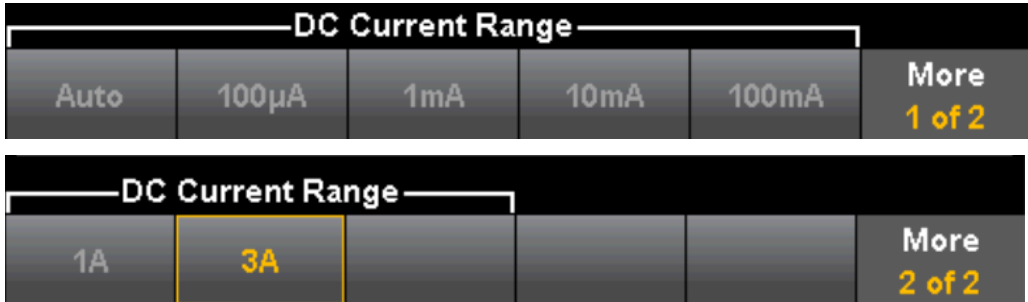 DC Current Range
Auto 100µA 1mA 10mA 100mA More
1 of 2
DC Current Range
1A 3A More
2 of 2